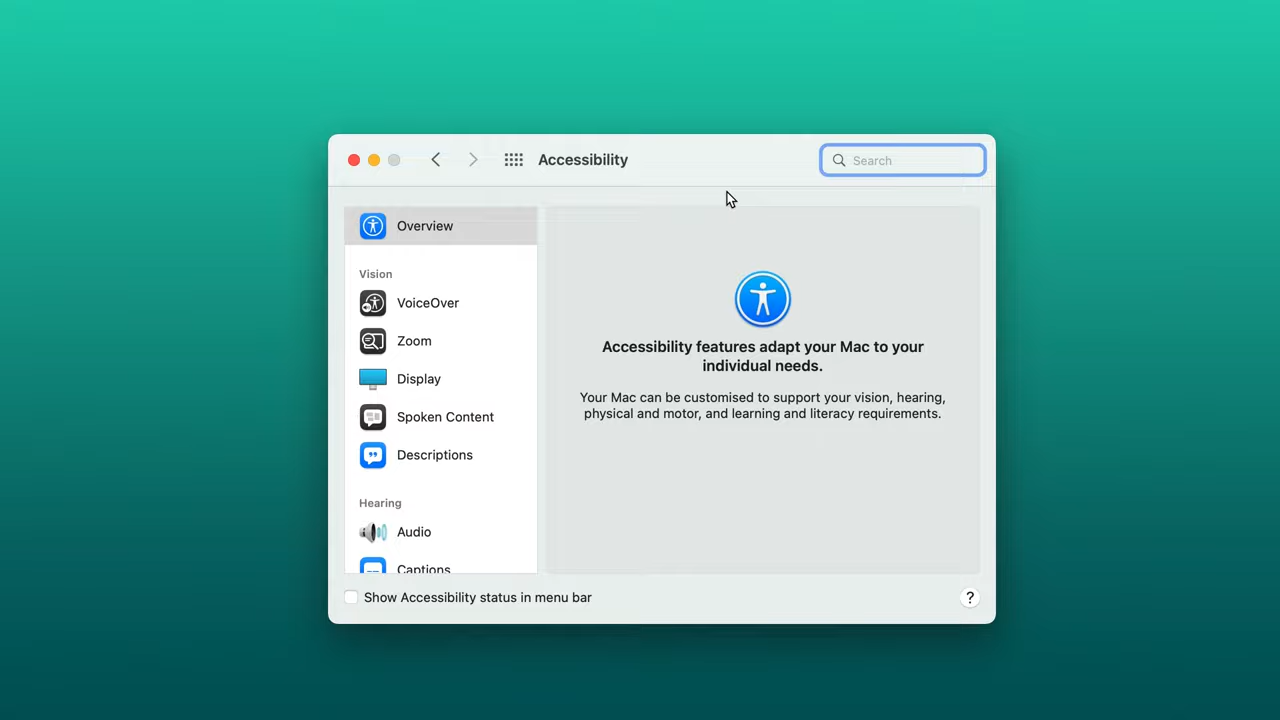 Accessibility
Search
Overview
Vision
VoiceOver
Zoom
Display
Spoken Content
Descriptions
Hearing
Audio
Captions
Accessibility features adapt your Mac to your
individual needs.
Your Mac can be customised to support your vision, hearing,
physical and motor, and learning and literacy requirements.
Show Accessibility status in menu bar
?